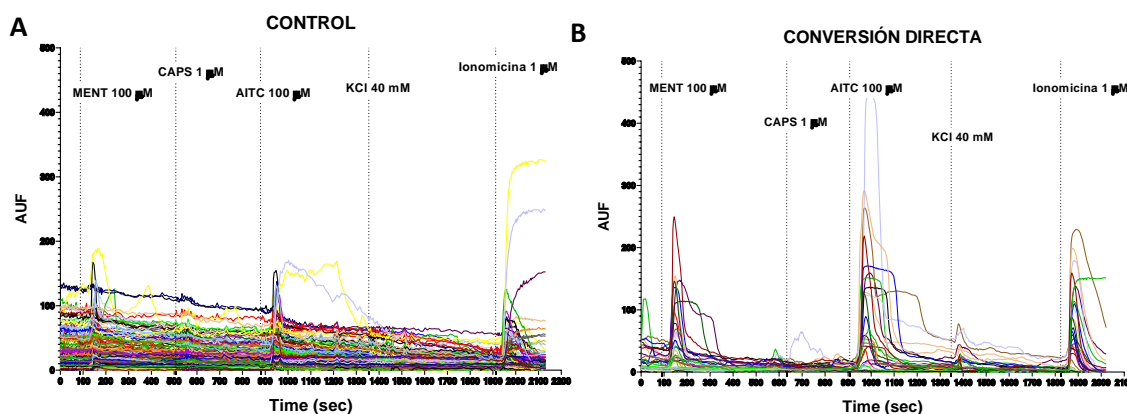 A
CONTROL
500
400
300
200
100
0
AUF
MENT 100 µM
CAPS 1 µM
AITC 100 µM
KCl 40 mM
Ionomicina 1 µM
0 100 200 300 400 500 600 700 800 900 1000 1100 1200 1300 1400 1500 1600 1700 1800 1900 2000 2100 2200
Time (sec)
B
CONVERSIÓN DIRECTA
500
400
300
200
100
0
AUF
MENT 100 µM
CAPS 1 µM
AITC 100 µM
KCl 40 mM
Ionomicina 1 µM
0 100 200 300 400 500 600 700 800 900 1000 1100 1200 1300 1400 1500 1600 1700 1800 1900 2000 2100 2200
Time (sec)